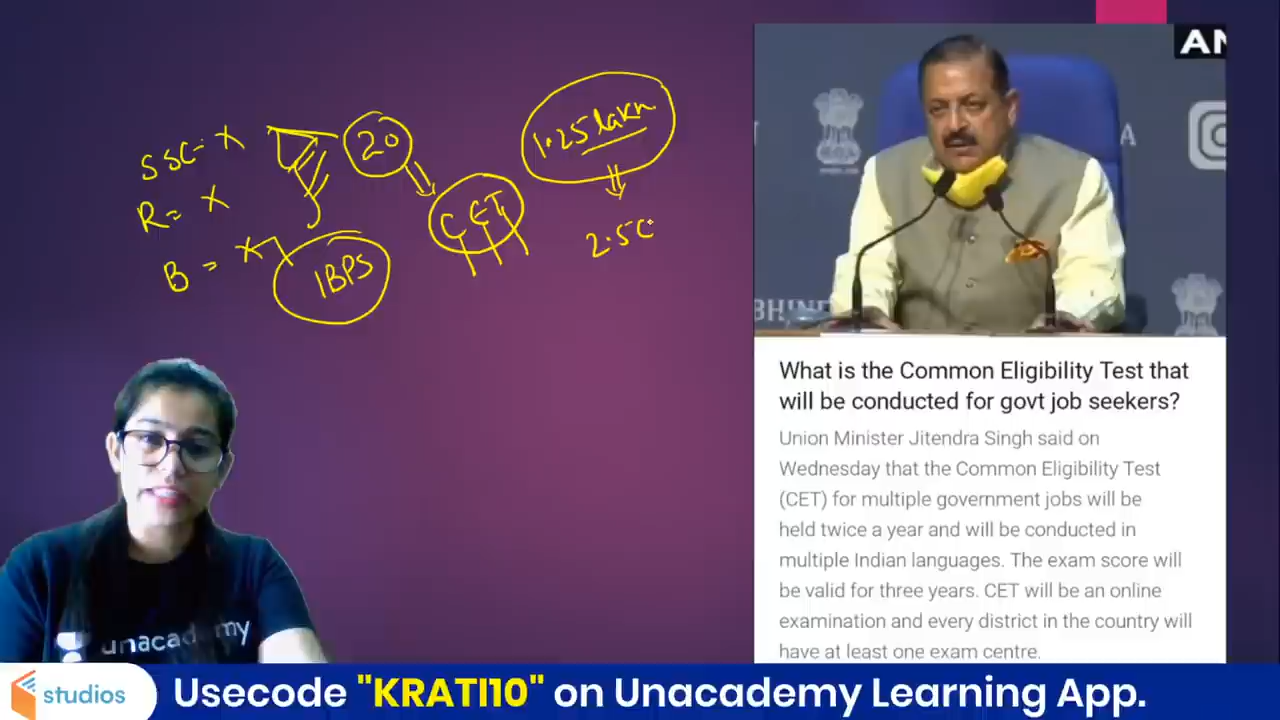 SSC- X
R= X
B = X
IBPS
20
CET
1.25 lakh
2.5C
AN
A
ABHIND
What is the Common Eligibility Test that
will be conducted for govt job seekers?
Union Minister Jitendra Singh said on
Wednesday that the Common Eligibility Test
(CET) for multiple government jobs will be
held twice a year and will be conducted in
multiple Indian languages. The exam score will
be valid for three years. CET will be an online
examination and every district in the country will
have at least one exam centre.
unacademy
studios
Usecode "KRATI10" on Unacademy Learning App.